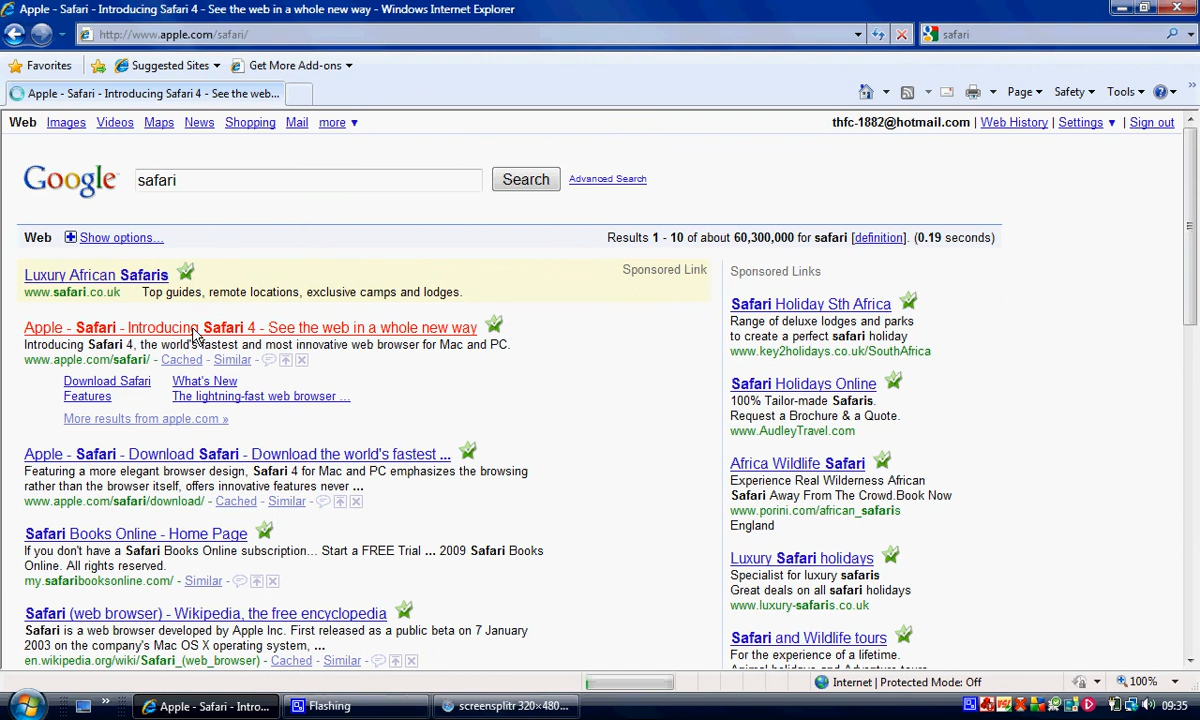 Apple - Safari - Introducing Safari 4 - See the web in a whole new way - Windows Internet Explorer
http://www.apple.com/safari/
safari
Favorites Suggested Sites Get More Add-ons
Apple - Safari - Introducing Safari 4 - See the web... Page Safety Tools »
Web Images Videos Maps News Shopping Mail more ▼ thfc-1882@hotmail.com | Web History | Settings ▼ | Sign out
Google safari Search Advanced Search
Web Show options... Results 1 - 10 of about 60,300,000 for safari [definition]. (0.19 seconds)
Luxury African Safaris Sponsored Link
www.safari.co.uk Top guides, remote locations, exclusive camps and lodges.
Apple - Safari - Introducing Safari 4 - See the web in a whole new way
Introducing Safari 4, the world's fastest and most innovative web browser for Mac and PC.
www.apple.com/safari/ - Cached - Similar -
Download Safari What's New
Features The lightning-fast web browser ...
More results from apple.com »
Apple - Safari - Download Safari - Download the world's fastest ...
Featuring a more elegant browser design, Safari 4 for Mac and PC emphasizes the browsing
rather than the browser itself, offers innovative features never ...
www.apple.com/safari/download/ - Cached - Similar -
Safari Books Online - Home Page
If you don't have a Safari Books Online subscription... Start a FREE Trial ... 2009 Safari Books
Online. All rights reserved.
my.safaribooksonline.com/ - Similar -
Safari (web browser) - Wikipedia, the free encyclopedia
Safari is a web browser developed by Apple Inc. First released as a public beta on 7 January
2003 on the company's Mac OS X operating system, ...
en.wikipedia.org/wiki/Safari_(web_browser) - Cached - Similar -
Sponsored Links
Safari Holiday Sth Africa
Range of deluxe lodges and parks
to create a perfect safari holiday
www.key2holidays.co.uk/SouthAfrica
Safari Holidays Online
100% Tailor-made Safaris.
Request a Brochure & a Quote.
www.AudleyTravel.com
Africa Wildlife Safari
Experience Real Wilderness African
Safari Away From The Crowd.Book Now
www.porini.com/african_safaris
England
Luxury Safari holidays
Specialist for luxury safaris
Great deals on all safari holidays
www.luxury-safaris.co.uk
Safari and Wildlife tours
For the experience of a lifetime.
Internet | Protected Mode: Off 100%
Apple - Safari - Intro... Flashing screensplitr 320×480... 09:35